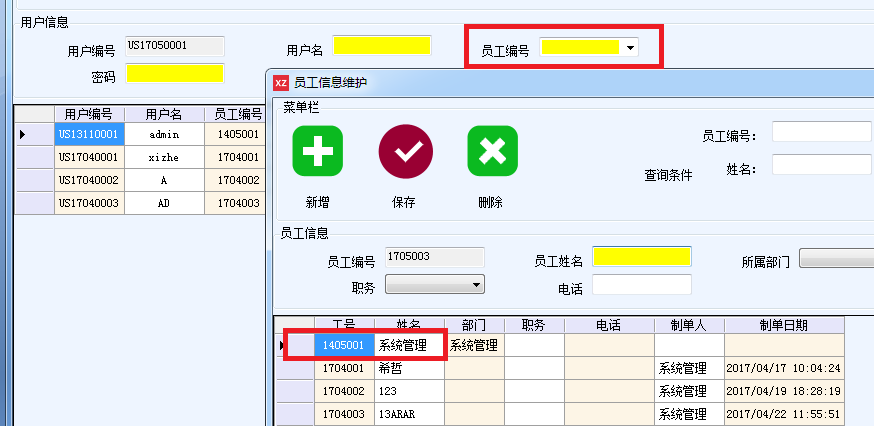 用户信息
用户编号 US17050001 用户名 员工编号
密码
用户编号 用户名 员工编号
US13110001 admin 1405001
US17040001 xizhe 1704001
US17040002 A 1704002
US17040003 AD 1704003
XZ 员工信息维护
菜单栏
新增 保存 删除
查询条件
员工编号：
姓名：
员工信息
员工编号 1705003 员工姓名 所属部门
职务 电话
工号 姓名 部门 职务 电话 制单人 制单日期
1405001 系统管理 系统管理
1704001 希哲 系统管理 2017/04/17 10:04:24
1704002 123 系统管理 2017/04/19 18:28:19
1704003 13ARAR 系统管理 2017/04/22 11:55:51